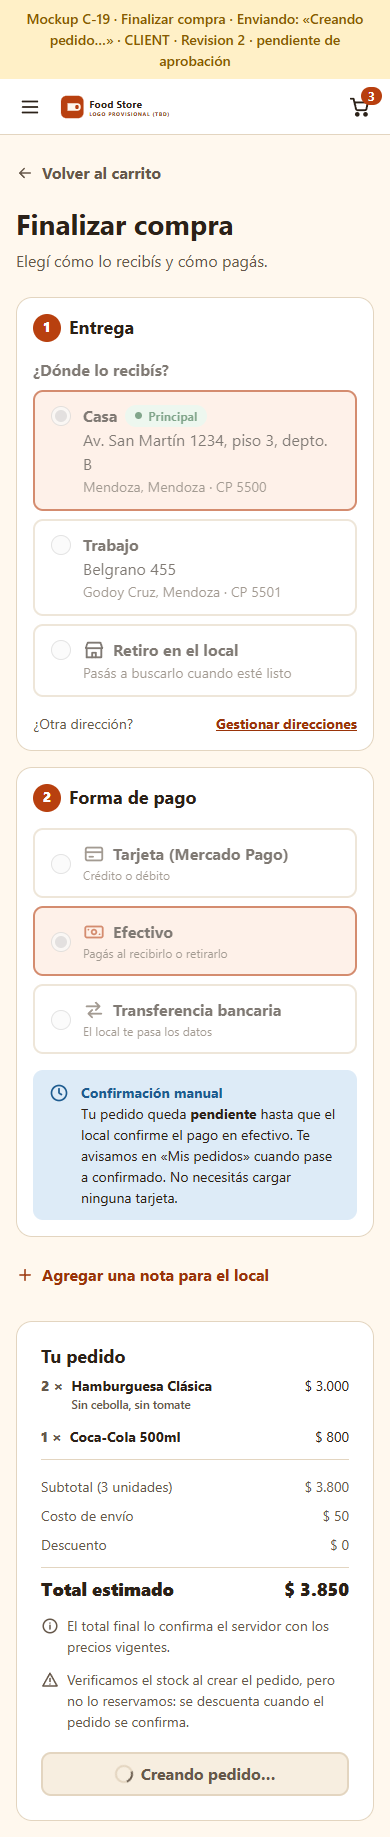 Mockup C-19 · Finalizar compra · Enviando: «Creando
pedido…» · CLIENT · Revision 2 · pendiente de
aprobación
Food Store
LOGO PROVISIONAL (TBD)
3
Volver al carrito
Finalizar compra
Elegí cómo lo recibís y cómo pagás.
1 Entrega
¿Dónde lo recibís?
Casa Principal
Av. San Martín 1234, piso 3, depto.
B
Mendoza, Mendoza · CP 5500
Trabajo
Belgrano 455
Godoy Cruz, Mendoza · CP 5501
Retiro en el local
Pasás a buscarlo cuando esté listo
¿Otra dirección? Gestionar direcciones
2 Forma de pago
Tarjeta (Mercado Pago)
Crédito o débito
Efectivo
Pagás al recibirlo o retirarlo
Transferencia bancaria
El local te pasa los datos
Confirmación manual
Tu pedido queda pendiente hasta que el
local confirme el pago en efectivo. Te
avisamos en «Mis pedidos» cuando pase
a confirmado. No necesitás cargar
ninguna tarjeta.
Agregar una nota para el local
Tu pedido
2 × Hamburguesa Clásica $ 3.000
Sin cebolla, sin tomate
1 × Coca-Cola 500ml $ 800
Subtotal (3 unidades) $ 3.800
Costo de envío $ 50
Descuento $ 0
Total estimado $ 3.850
El total final lo confirma el servidor con los
precios vigentes.
Verificamos el stock al crear el pedido, pero
no lo reservamos: se descuenta cuando el
pedido se confirma.
Creando pedido…